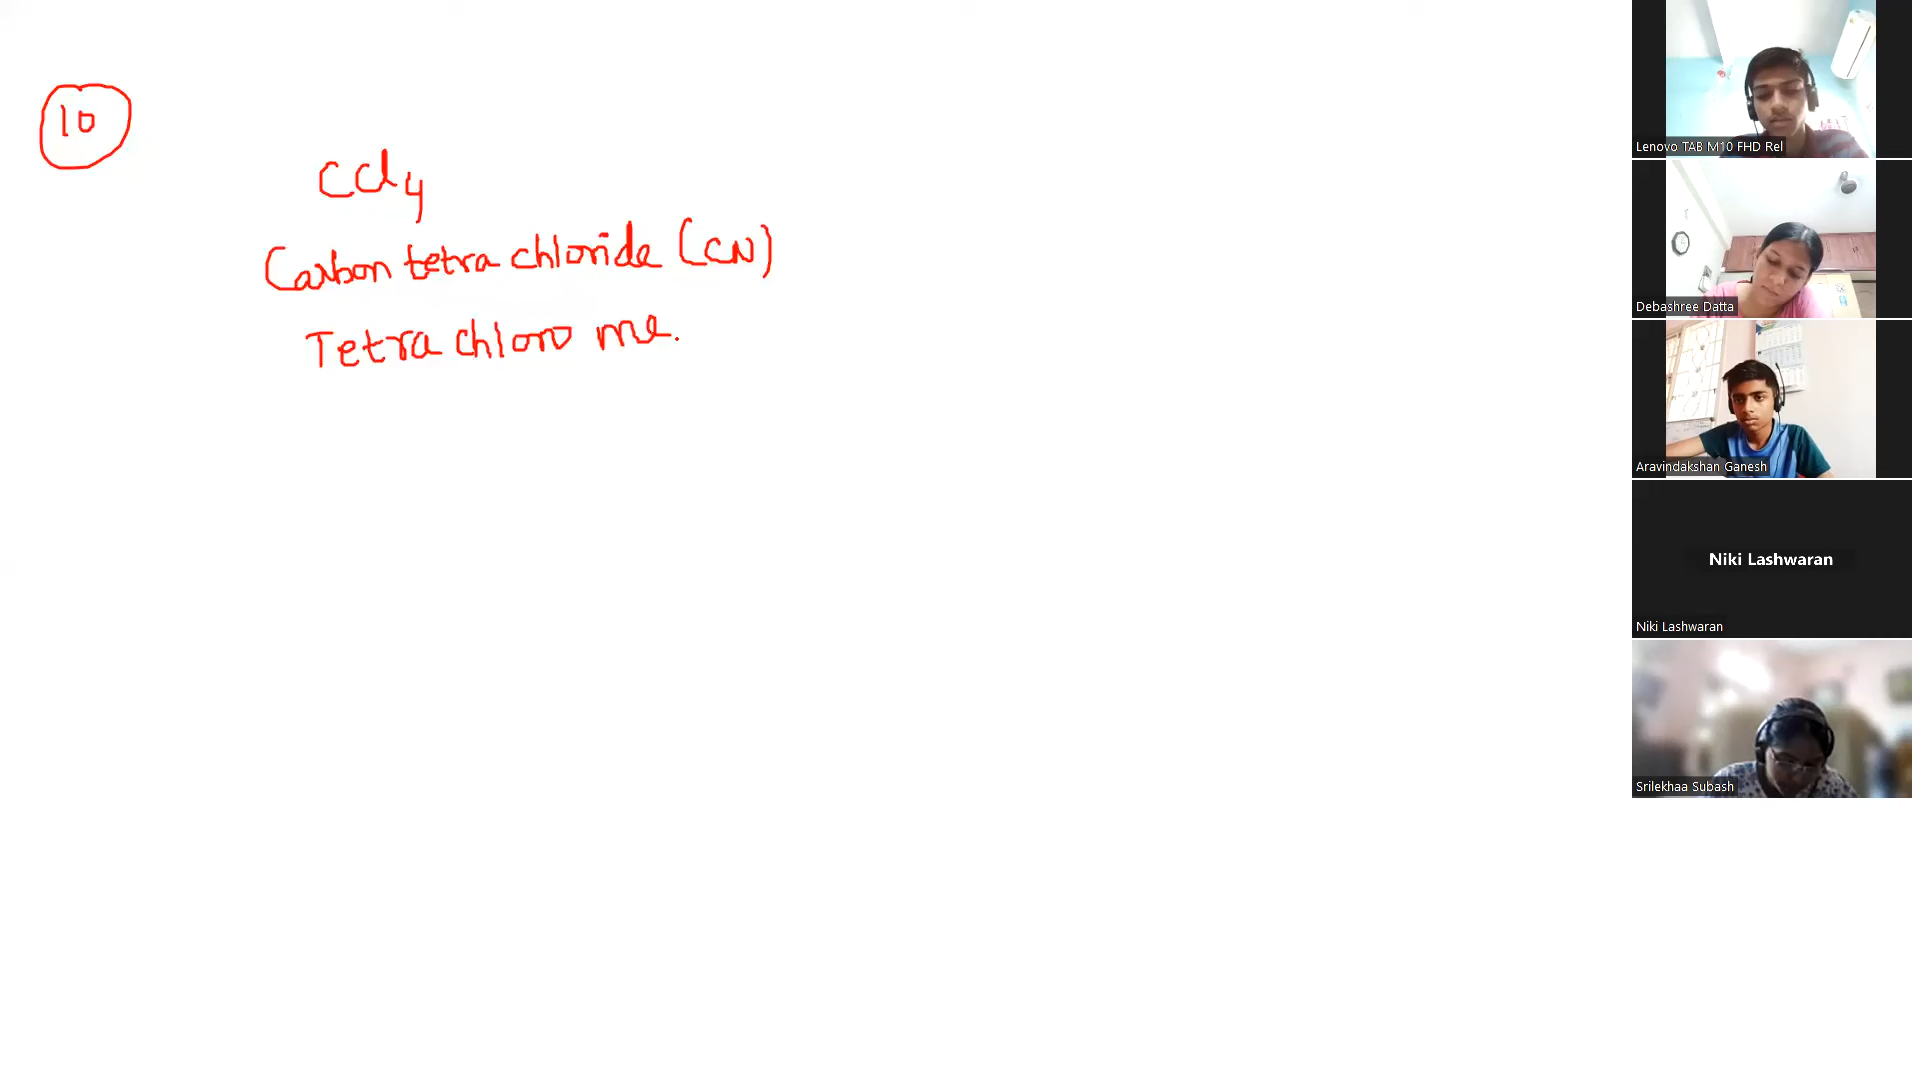 10
CCl4
Carbon tetra chloride (CN)
Tetra chloro me
Lenovo TAB M10 FHD Rel
Debashree Datta
Aravindakshan Ganesh
Niki Lashwaran
Niki Lashwaran
Srilekhaa Subash